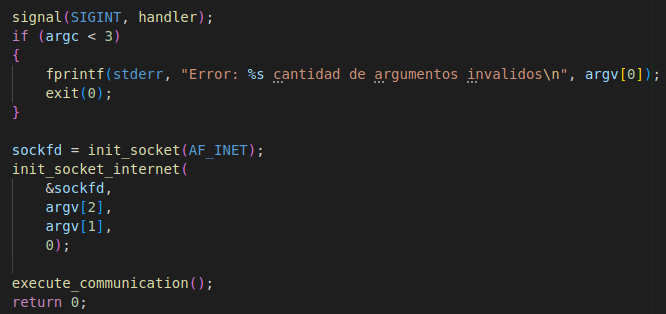 signal(SIGINT, handler);
if (argc < 3)
{
fprintf(stderr, "Error: %s cantidad de argumentos invalidos\n", argv[0]);
exit(0);
}
sockfd = init_socket(AF_INET);
init_socket_internet(
&sockfd,
argv[2],
argv[1],
0);
execute_communication();
return 0;